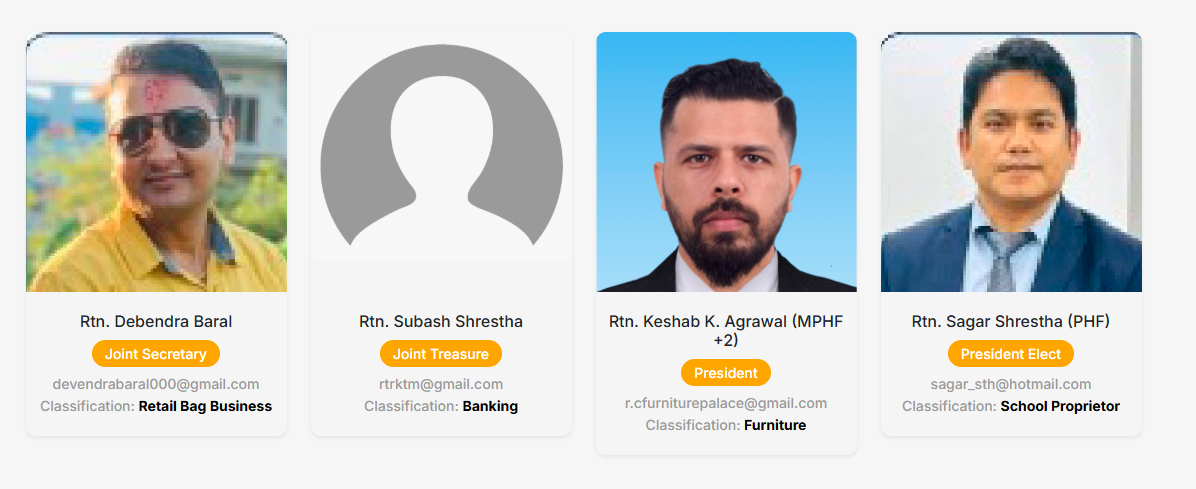 Rtn. Debendra Baral
Joint Secretary
devendrabaral000@gmail.com
Classification: Retail Bag Business
Rtn. Subash Shrestha
Joint Treasure
rtrktm@gmail.com
Classification: Banking
Rtn. Keshab K. Agrawal (MPHF
+2)
President
r.cfurniturepalace@gmail.com
Classification: Furniture
Rtn. Sagar Shrestha (PHF)
President Elect
sagar_sth@hotmail.com
Classification: School Proprietor